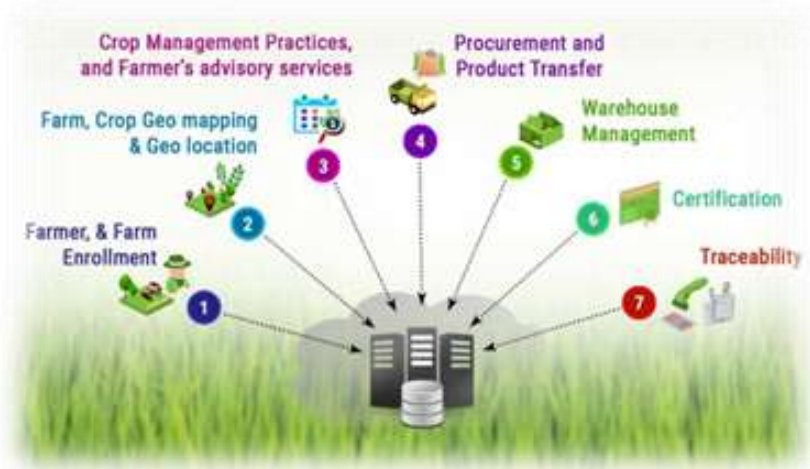 Crop Management Practices,
and Farmer's advisory services
Procurement and
Product Transfer
Farm, Crop Geo mapping
& Geo location
Warehouse
Management
Farmer, & Farm
Enrollment
Certification
Traceability
1
2
3
4
5
6
7